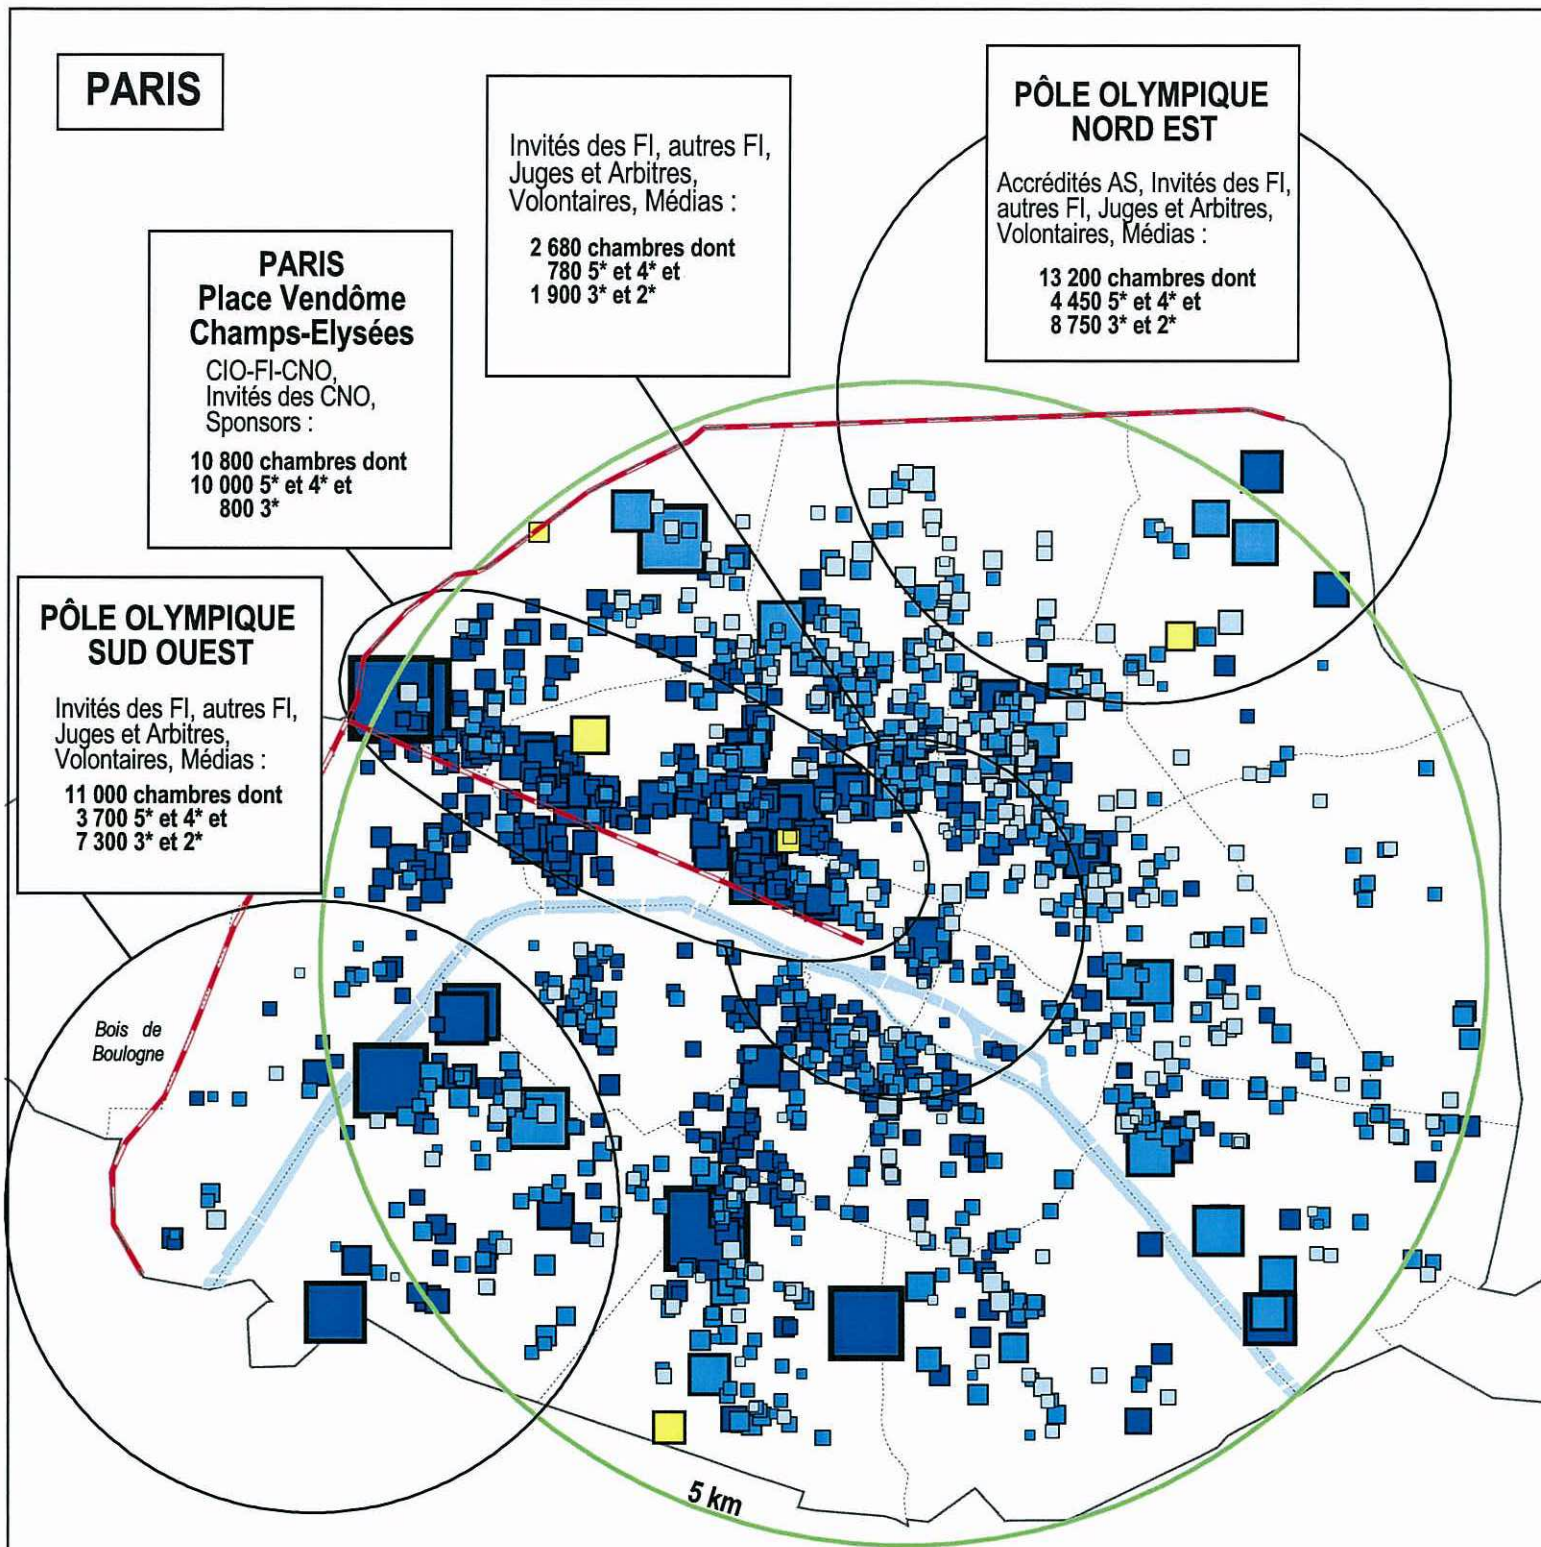 PARIS
Invités des FI, autres FI,
Juges et Arbitres,
Volontaires, Médias :
2 680 chambres dont
780 5* et 4* et
1 900 3* et 2*
PÔLE OLYMPIQUE
NORD EST
Accrédités AS, Invités des FI,
autres FI, Juges et Arbitres,
Volontaires, Médias :
13 200 chambres dont
4 450 5* et 4* et
8 750 3* et 2*
PARIS
Place Vendôme
Champs-Elysées
CIO-FI-CNO,
Invités des CNO,
Sponsors :
10 800 chambres dont
10 000 5* et 4* et
800 3*
PÔLE OLYMPIQUE
SUD OUEST
Invités des FI, autres FI,
Juges et Arbitres,
Volontaires, Médias :
11 000 chambres dont
3 700 5* et 4* et
7 300 3* et 2*
Bois de
Boulogne
5 km